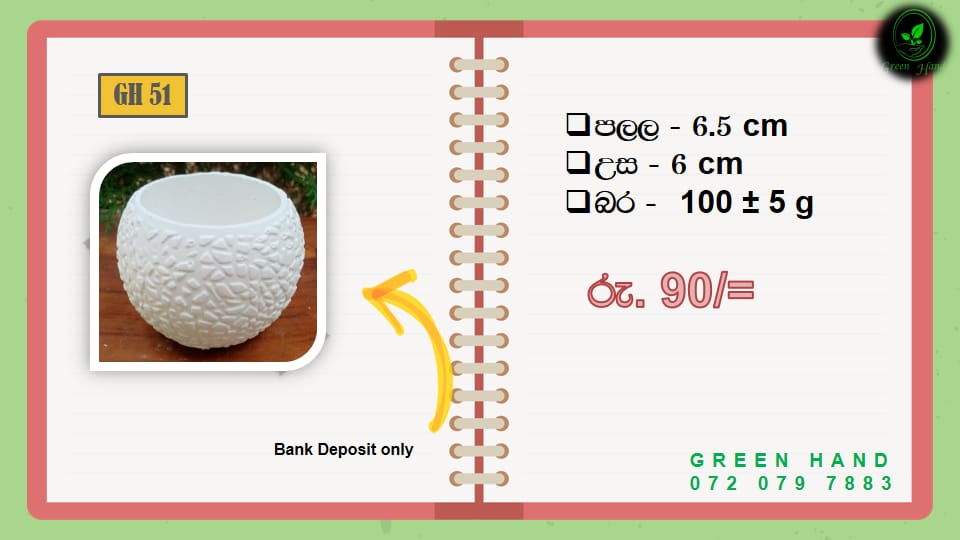 GH 51
Green Hand
❑පලල - 6.5 cm
❑උස - 6 cm
❑බර - 100 ± 5 g
රු. 90/=
Bank Deposit only
GREEN HAND
072 079 7883